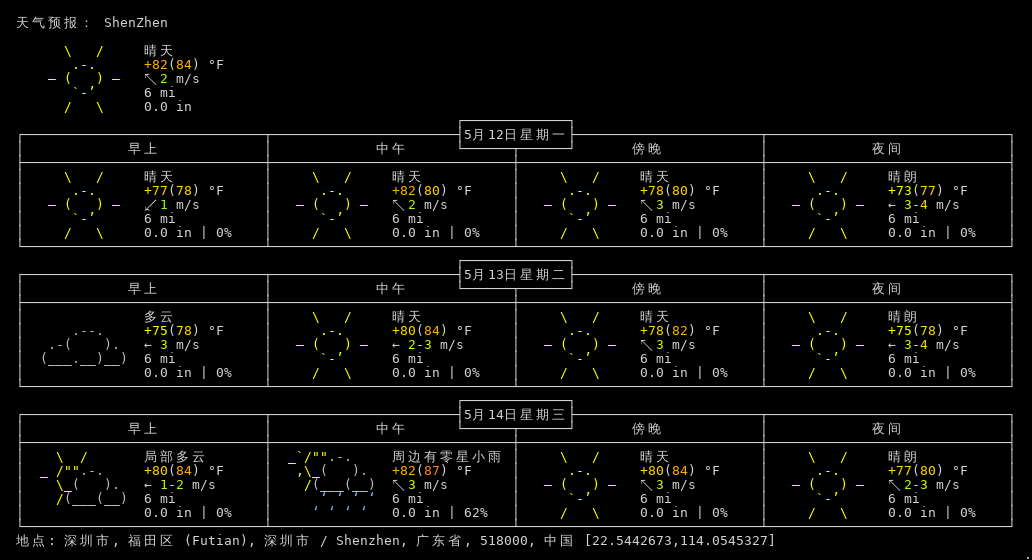 天气预报： ShenZhen
晴天
+82(84) °F
↖ 2 m/s
6 mi
0.0 in
5月12日星期一
早上 中午 傍晚 夜间
晴天 晴天 晴天 晴朗
+77(78) °F +82(80) °F +78(80) °F +73(77) °F
↙ 1 m/s ↖ 2 m/s ↖ 3 m/s ← 3-4 m/s
6 mi 6 mi 6 mi 6 mi
0.0 in | 0% 0.0 in | 0% 0.0 in | 0% 0.0 in | 0%
5月13日星期二
早上 中午 傍晚 夜间
多云 晴天 晴天 晴朗
+75(78) °F +80(84) °F +78(82) °F +75(78) °F
← 3 m/s ← 2-3 m/s ↖ 3 m/s ← 3-4 m/s
6 mi 6 mi 6 mi 6 mi
0.0 in | 0% 0.0 in | 0% 0.0 in | 0% 0.0 in | 0%
5月14日星期三
早上 中午 傍晚 夜间
局部多云 周边有零星小雨 晴天 晴朗
+80(84) °F +82(87) °F +80(84) °F +77(80) °F
← 1-2 m/s ↖ 3 m/s ↖ 3 m/s ↖ 2-3 m/s
6 mi 6 mi 6 mi 6 mi
0.0 in | 0% 0.0 in | 62% 0.0 in | 0% 0.0 in | 0%
地点: 深圳市, 福田区 (Futian), 深圳市 / Shenzhen, 广东省, 518000, 中国 [22.5442673,114.0545327]